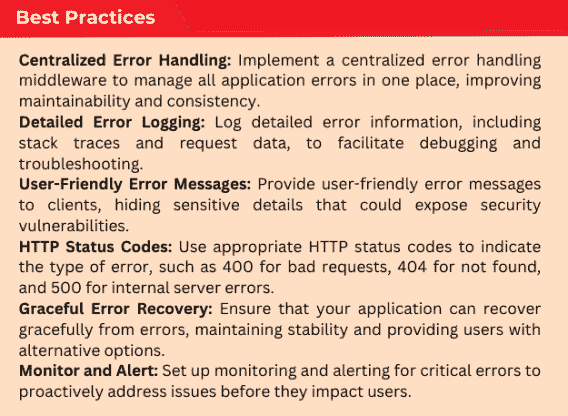 Best Practices
Centralized Error Handling: Implement a centralized error handling
middleware to manage all application errors in one place, improving
maintainability and consistency.
Detailed Error Logging: Log detailed error information, including
stack traces and request data, to facilitate debugging and
troubleshooting.
User-Friendly Error Messages: Provide user-friendly error messages
to clients, hiding sensitive details that could expose security
vulnerabilities.
HTTP Status Codes: Use appropriate HTTP status codes to indicate
the type of error, such as 400 for bad requests, 404 for not found,
and 500 for internal server errors.
Graceful Error Recovery: Ensure that your application can recover
gracefully from errors, maintaining stability and providing users with
alternative options.
Monitor and Alert: Set up monitoring and alerting for critical errors to
proactively address issues before they impact users.